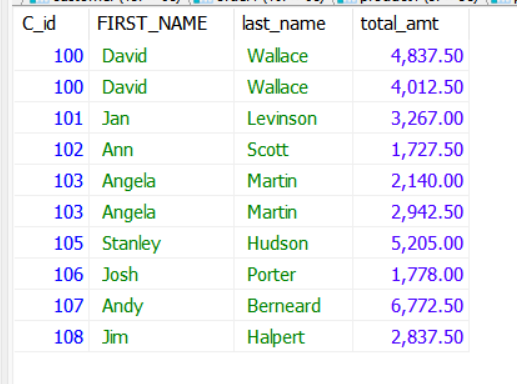 C_id FIRST_NAME last_name total_amt
100 David Wallace 4,837.50
100 David Wallace 4,012.50
101 Jan Levinson 3,267.00
102 Ann Scott 1,727.50
103 Angela Martin 2,140.00
103 Angela Martin 2,942.50
105 Stanley Hudson 5,205.00
106 Josh Porter 1,778.00
107 Andy Berneard 6,772.50
108 Jim Halpert 2,837.50